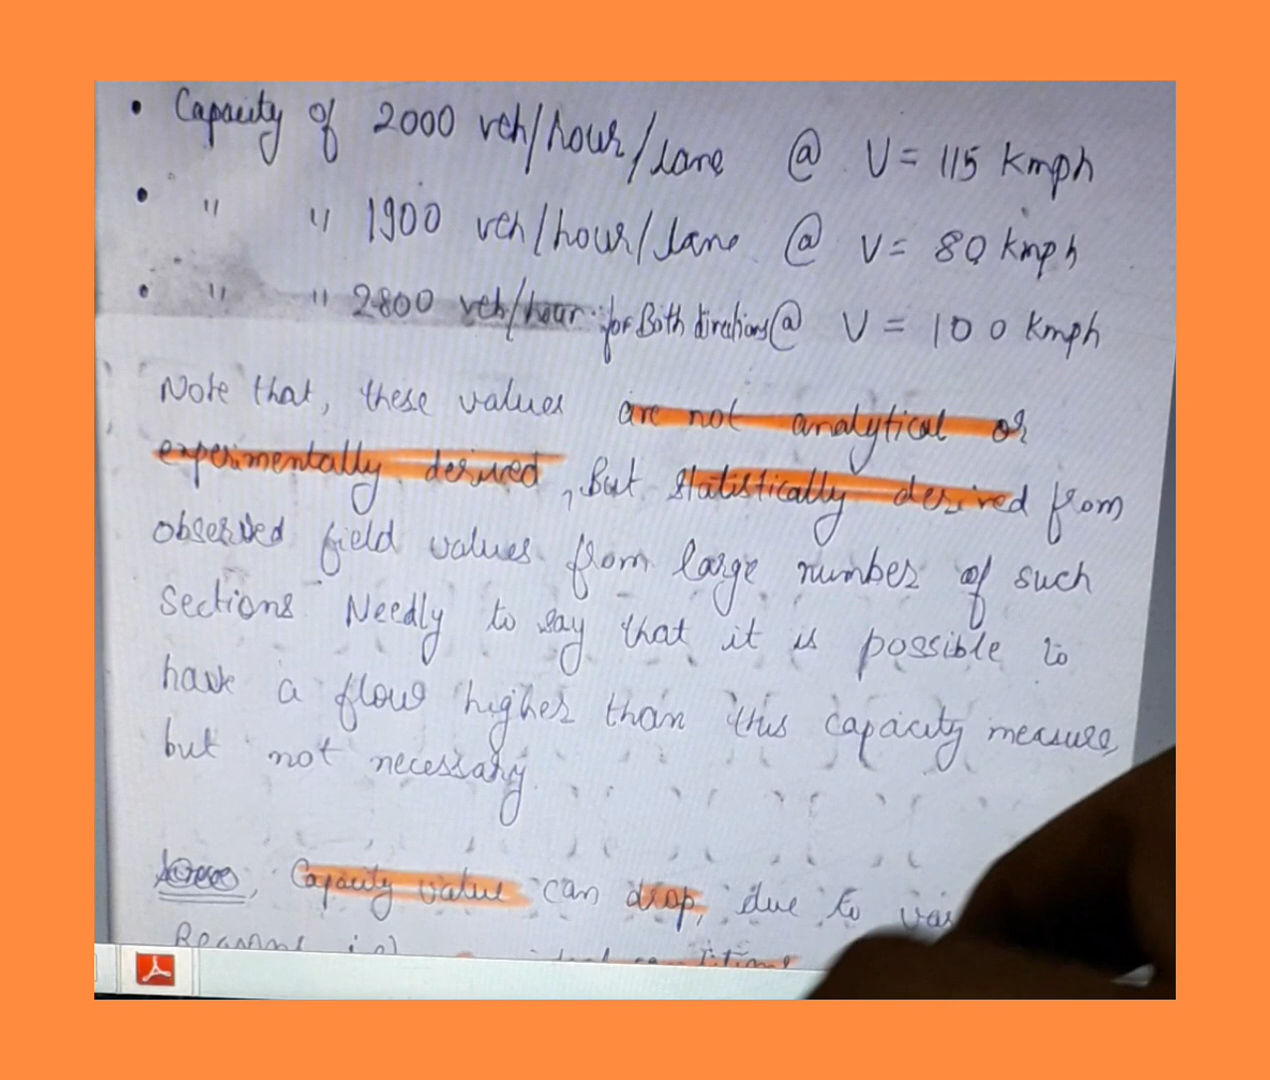 • Capacity of 2000 veh/hour/lane @ V = 115 kmph
• " " 1900 veh/hour/lane @ V = 80 kmph
• " " 2800 veh/hour for Both directions @ V = 100 kmph
Note that, these values are not analytical or
experimentally desired, But statistically desired from
observed field values from large number of such
sections. Needly to say that it is possible to
have a flow higher than this capacity measure,
but not necessary.
Capacity value can drop, due to
Reasons